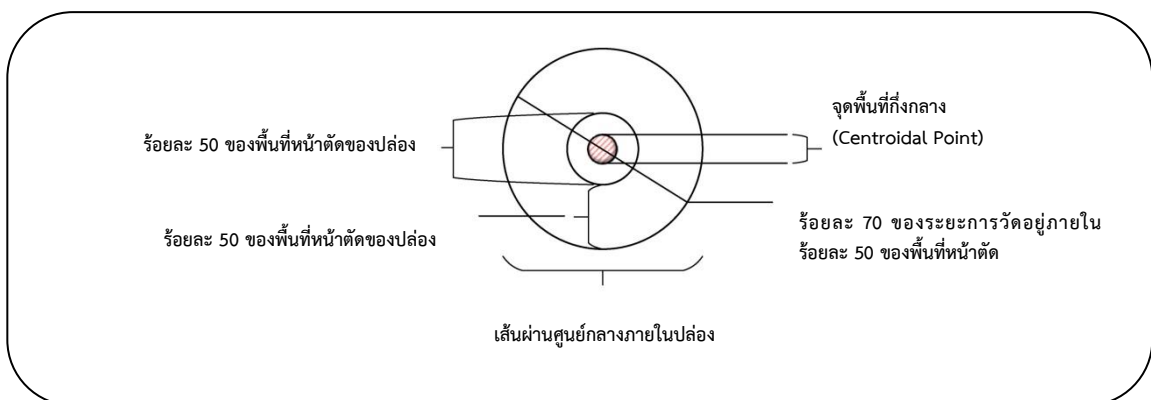 จุดพื้นที่กึ่งกลาง
(Centroidal Point)
ร้อยละ 50 ของพื้นที่หน้าตัดของปล่อง
ร้อยละ 50 ของพื้นที่หน้าตัดของปล่อง
ร้อยละ 70 ของระยะการวัดอยู่ภายใน
ร้อยละ 50 ของพื้นที่หน้าตัด
เส้นผ่านศูนย์กลางภายในปล่อง